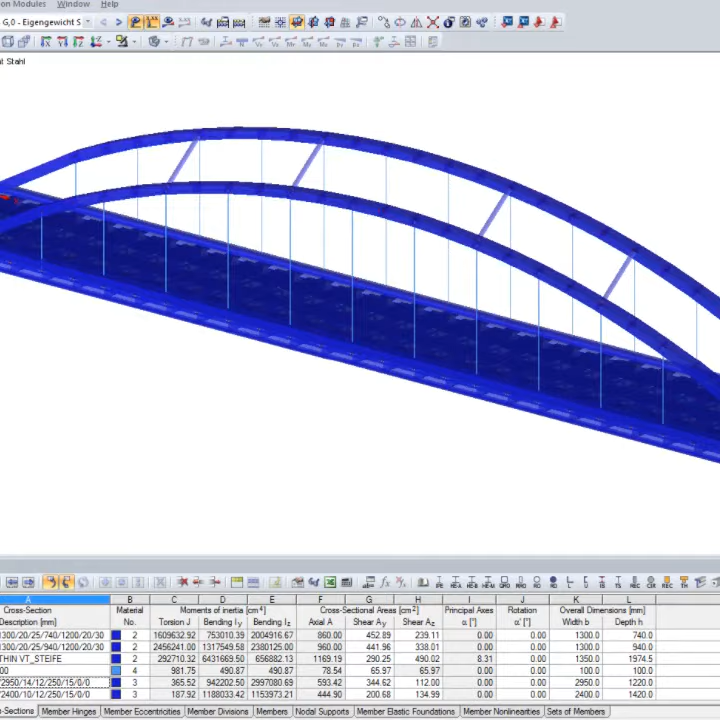 on Modules Window Help
G,0 - Eigengewicht S
Stahl
A B C D E F G H I J K L
Cross-Section Material Moments of inertia [cm⁴] Cross-Sectional Areas [cm²] Principal Axes Rotation Overall Dimensions [mm]
Description [mm] No. Torsion J Bending Iy Bending Iz Axial A Shear Ay Shear Az α [°] α' [°] Width b Depth h
1300/20/25/740/1200/20/30 2 1609632.92 753010.39 2004916.67 860.00 452.89 239.11 0.00 0.00 1300.0 740.0
1300/20/25/940/1200/20/30 2 2456241.00 1317549.58 2380125.00 960.00 441.96 338.01 0.00 0.00 1300.0 940.0
THIN VT_STEIFE 2 292710.32 6431669.50 656882.13 1169.19 290.25 490.02 8.31 0.00 1350.0 1974.5
00 4 981.75 490.87 490.87 78.54 65.97 65.97 0.00 0.00 100.0 100.0
/2950/14/12/250/15/0/0 3 365.52 942202.50 2997080.69 593.42 344.62 112.00 0.00 0.00 2950.0 1220.0
/2400/10/12/250/15/0/0 3 187.92 1188033.42 1153973.21 444.90 200.68 134.99 0.00 0.00 2400.0 1420.0
-Sections Member Hinges Member Eccentricities Member Divisions Members Nodal Supports Member Elastic Foundations Member Nonlinearities Sets of Members